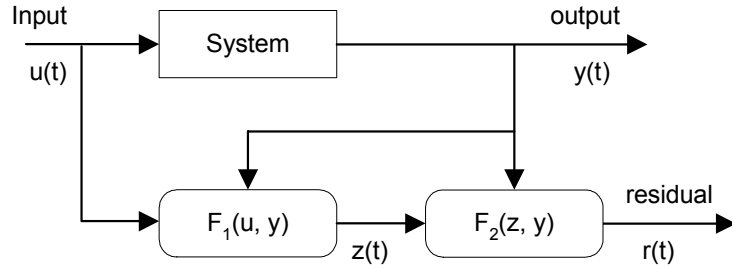 Input
output
System
u(t)
y(t)
residual
F1(u, y)
F2(z, y)
z(t)
r(t)